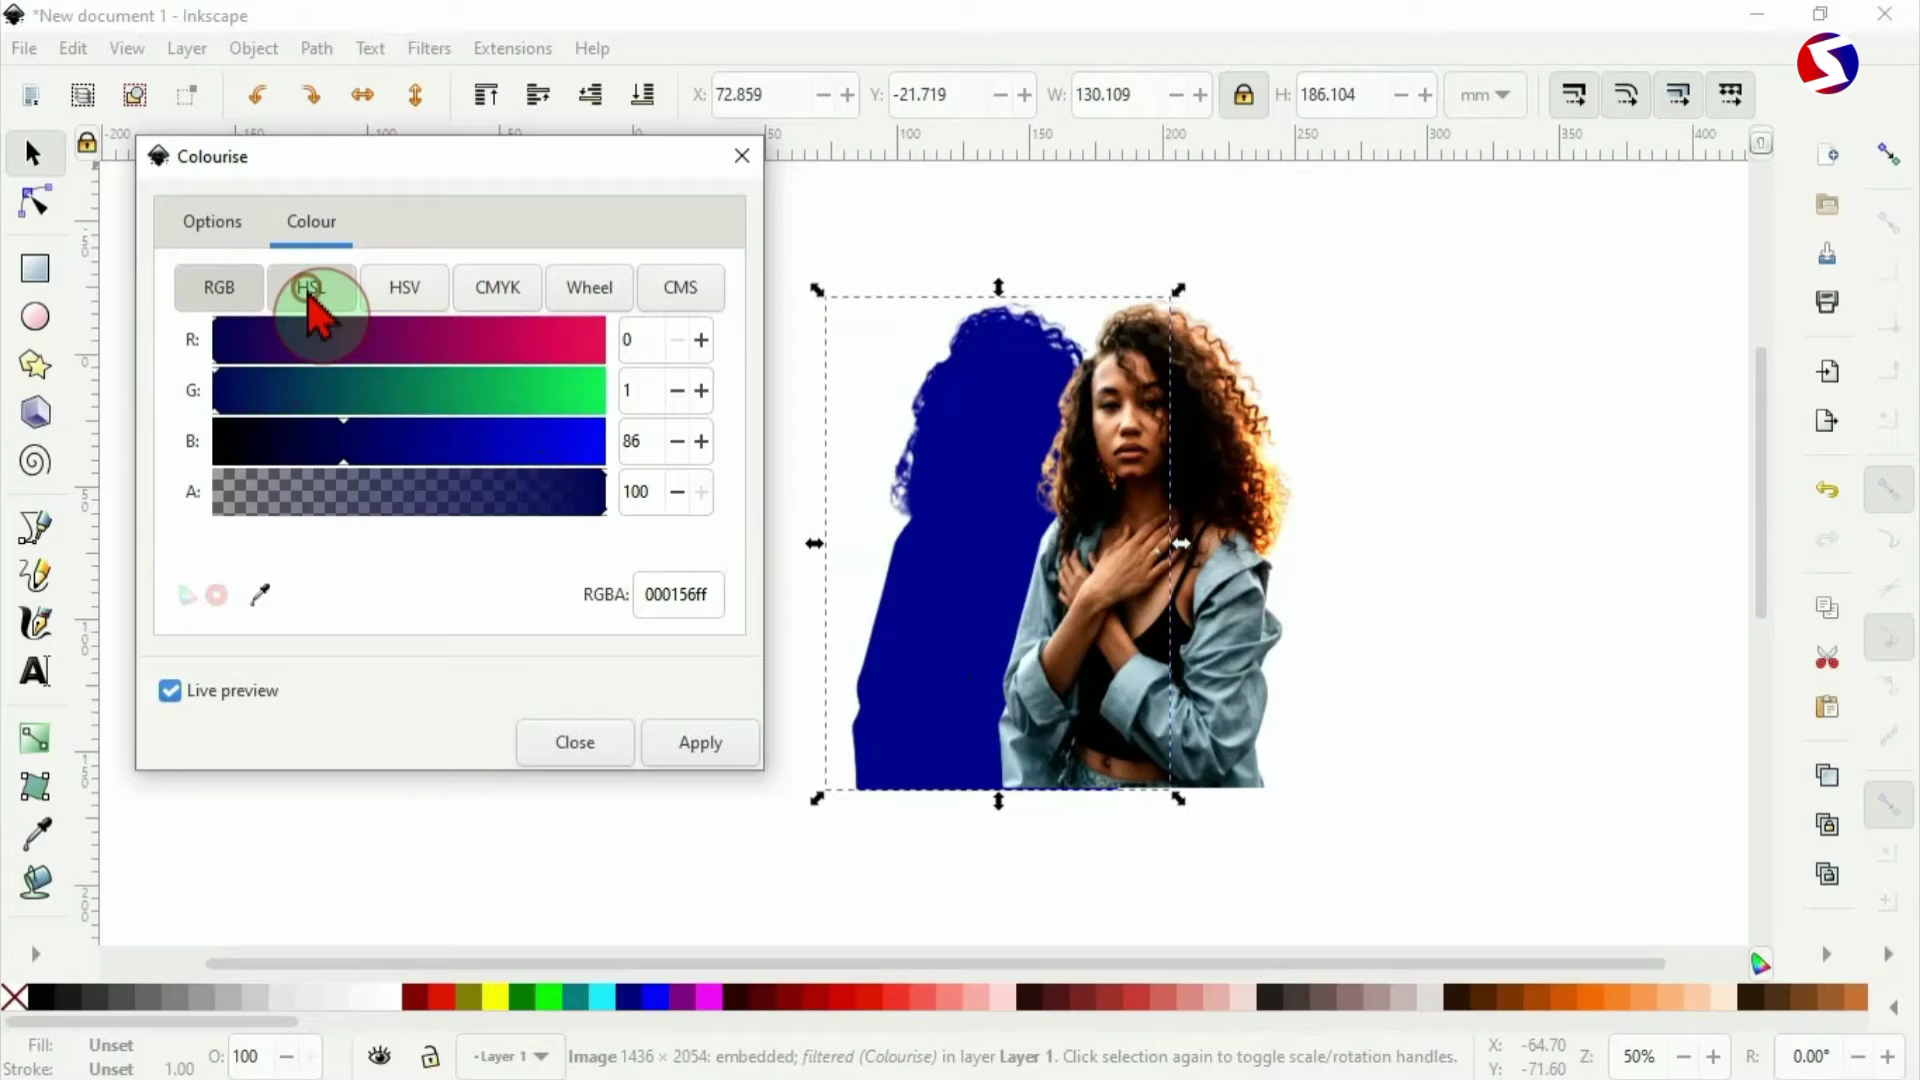 *New document 1 - Inkscape
File Edit View Layer Object Path Text Filters Extensions Help
X: 72.859 Y: -21.719 W: 130.109 H: 186.104 mm
-200 -150 -100 -50 0 50 100 150 200 250 300 350 400
Colourise
Options Colour
RGB HSL HSV CMYK Wheel CMS
R: 0
G: 1
B: 86
A: 100
RGBA: 000156ff
Live preview
Close Apply
Fill: Unset
Stroke: Unset 1.00
O: 100
-Layer 1
Image 1436 × 2054: embedded; filtered (Colourise) in layer Layer 1. Click selection again to toggle scale/rotation handles.
X: -64.70
Y: -71.60
Z: 50% R: 0.00°